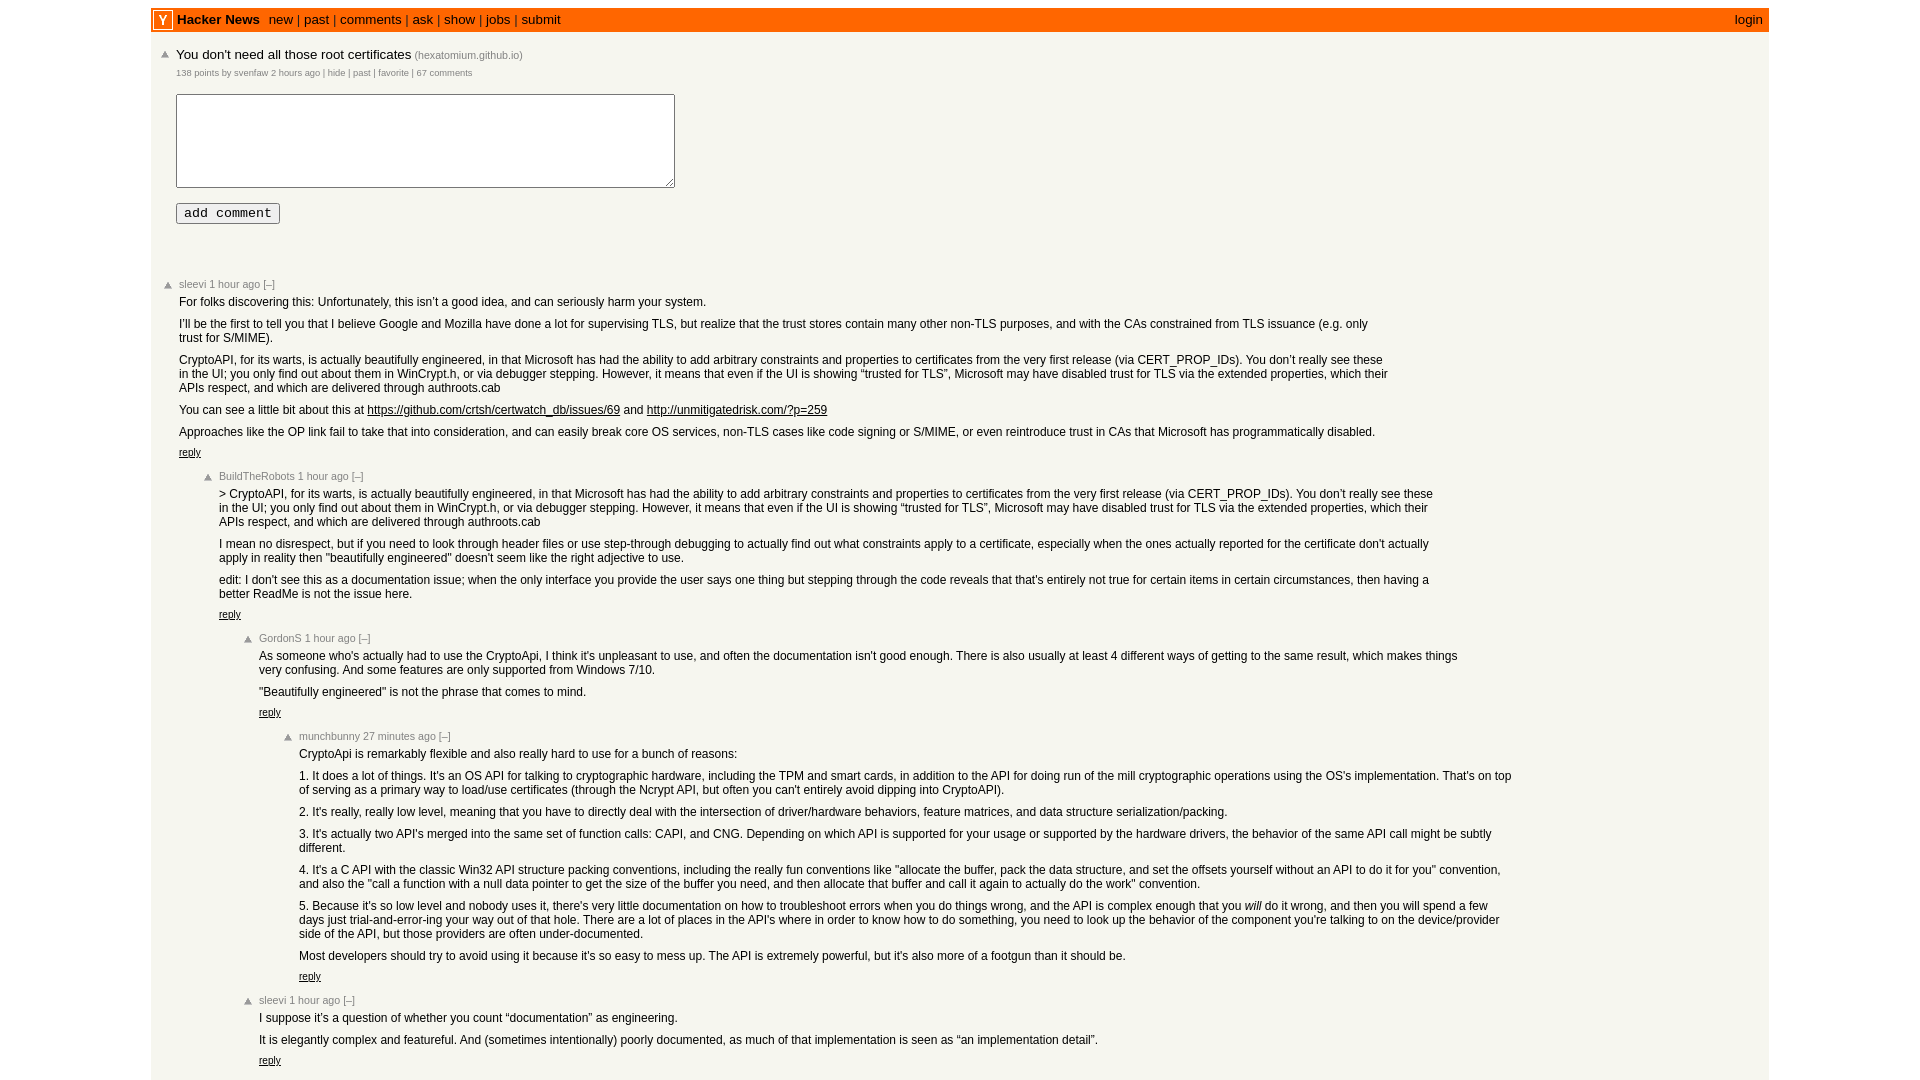 Y Hacker News new | past | comments | ask | show | jobs | submit login
You don't need all those root certificates (hexatomium.github.io)
138 points by svenfaw 2 hours ago | hide | past | favorite | 67 comments
add comment
sleevi 1 hour ago [–]
For folks discovering this: Unfortunately, this isn’t a good idea, and can seriously harm your system.
I’ll be the first to tell you that I believe Google and Mozilla have done a lot for supervising TLS, but realize that the trust stores contain many other non-TLS purposes, and with the CAs constrained from TLS issuance (e.g. only
trust for S/MIME).
CryptoAPI, for its warts, is actually beautifully engineered, in that Microsoft has had the ability to add arbitrary constraints and properties to certificates from the very first release (via CERT_PROP_IDs). You don’t really see these
in the UI; you only find out about them in WinCrypt.h, or via debugger stepping. However, it means that even if the UI is showing “trusted for TLS”, Microsoft may have disabled trust for TLS via the extended properties, which their
APIs respect, and which are delivered through authroots.cab
You can see a little bit about this at https://github.com/crtsh/certwatch_db/issues/69 and http://unmitigatedrisk.com/?p=259
Approaches like the OP link fail to take that into consideration, and can easily break core OS services, non-TLS cases like code signing or S/MIME, or even reintroduce trust in CAs that Microsoft has programmatically disabled.
reply
BuildTheRobots 1 hour ago [–]
> CryptoAPI, for its warts, is actually beautifully engineered, in that Microsoft has had the ability to add arbitrary constraints and properties to certificates from the very first release (via CERT_PROP_IDs). You don’t really see these
in the UI; you only find out about them in WinCrypt.h, or via debugger stepping. However, it means that even if the UI is showing “trusted for TLS”, Microsoft may have disabled trust for TLS via the extended properties, which their
APIs respect, and which are delivered through authroots.cab
I mean no disrespect, but if you need to look through header files or use step-through debugging to actually find out what constraints apply to a certificate, especially when the ones actually reported for the certificate don't actually
apply in reality then "beautifully engineered" doesn't seem like the right adjective to use.
edit: I don't see this as a documentation issue; when the only interface you provide the user says one thing but stepping through the code reveals that that's entirely not true for certain items in certain circumstances, then having a
better ReadMe is not the issue here.
reply
GordonS 1 hour ago [–]
As someone who's actually had to use the CryptoApi, I think it's unpleasant to use, and often the documentation isn't good enough. There is also usually at least 4 different ways of getting to the same result, which makes things
very confusing. And some features are only supported from Windows 7/10.
"Beautifully engineered" is not the phrase that comes to mind.
reply
munchbunny 27 minutes ago [–]
CryptoApi is remarkably flexible and also really hard to use for a bunch of reasons:
1. It does a lot of things. It's an OS API for talking to cryptographic hardware, including the TPM and smart cards, in addition to the API for doing run of the mill cryptographic operations using the OS's implementation. That's on top
of serving as a primary way to load/use certificates (through the Ncrypt API, but often you can't entirely avoid dipping into CryptoAPI).
2. It's really, really low level, meaning that you have to directly deal with the intersection of driver/hardware behaviors, feature matrices, and data structure serialization/packing.
3. It's actually two API's merged into the same set of function calls: CAPI, and CNG. Depending on which API is supported for your usage or supported by the hardware drivers, the behavior of the same API call might be subtly
different.
4. It's a C API with the classic Win32 API structure packing conventions, including the really fun conventions like "allocate the buffer, pack the data structure, and set the offsets yourself without an API to do it for you" convention,
and also the "call a function with a null data pointer to get the size of the buffer you need, and then allocate that buffer and call it again to actually do the work" convention.
5. Because it's so low level and nobody uses it, there's very little documentation on how to troubleshoot errors when you do things wrong, and the API is complex enough that you will do it wrong, and then you will spend a few
days just trial-and-error-ing your way out of that hole. There are a lot of places in the API's where in order to know how to do something, you need to look up the behavior of the component you're talking to on the device/provider
side of the API, but those providers are often under-documented.
Most developers should try to avoid using it because it's so easy to mess up. The API is extremely powerful, but it's also more of a footgun than it should be.
reply
sleevi 1 hour ago [–]
I suppose it’s a question of whether you count “documentation” as engineering.
It is elegantly complex and featureful. And (sometimes intentionally) poorly documented, as much of that implementation is seen as “an implementation detail”.
reply